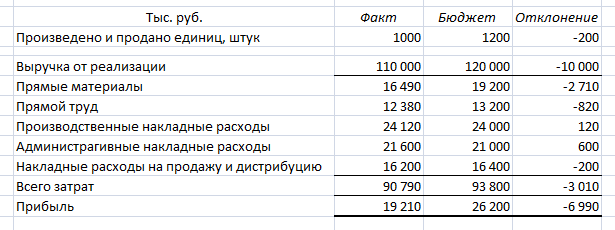 Тыс. руб. Факт Бюджет Отклонение
Произведено и продано единиц, штук 1000 1200 -200
Выручка от реализации 110 000 120 000 -10 000
Прямые материалы 16 490 19 200 -2 710
Прямой труд 12 380 13 200 -820
Производственные накладные расходы 24 120 24 000 120
Административные накладные расходы 21 600 21 000 600
Накладные расходы на продажу и дистрибуцию 16 200 16 400 -200
Всего затрат 90 790 93 800 -3 010
Прибыль 19 210 26 200 -6 990